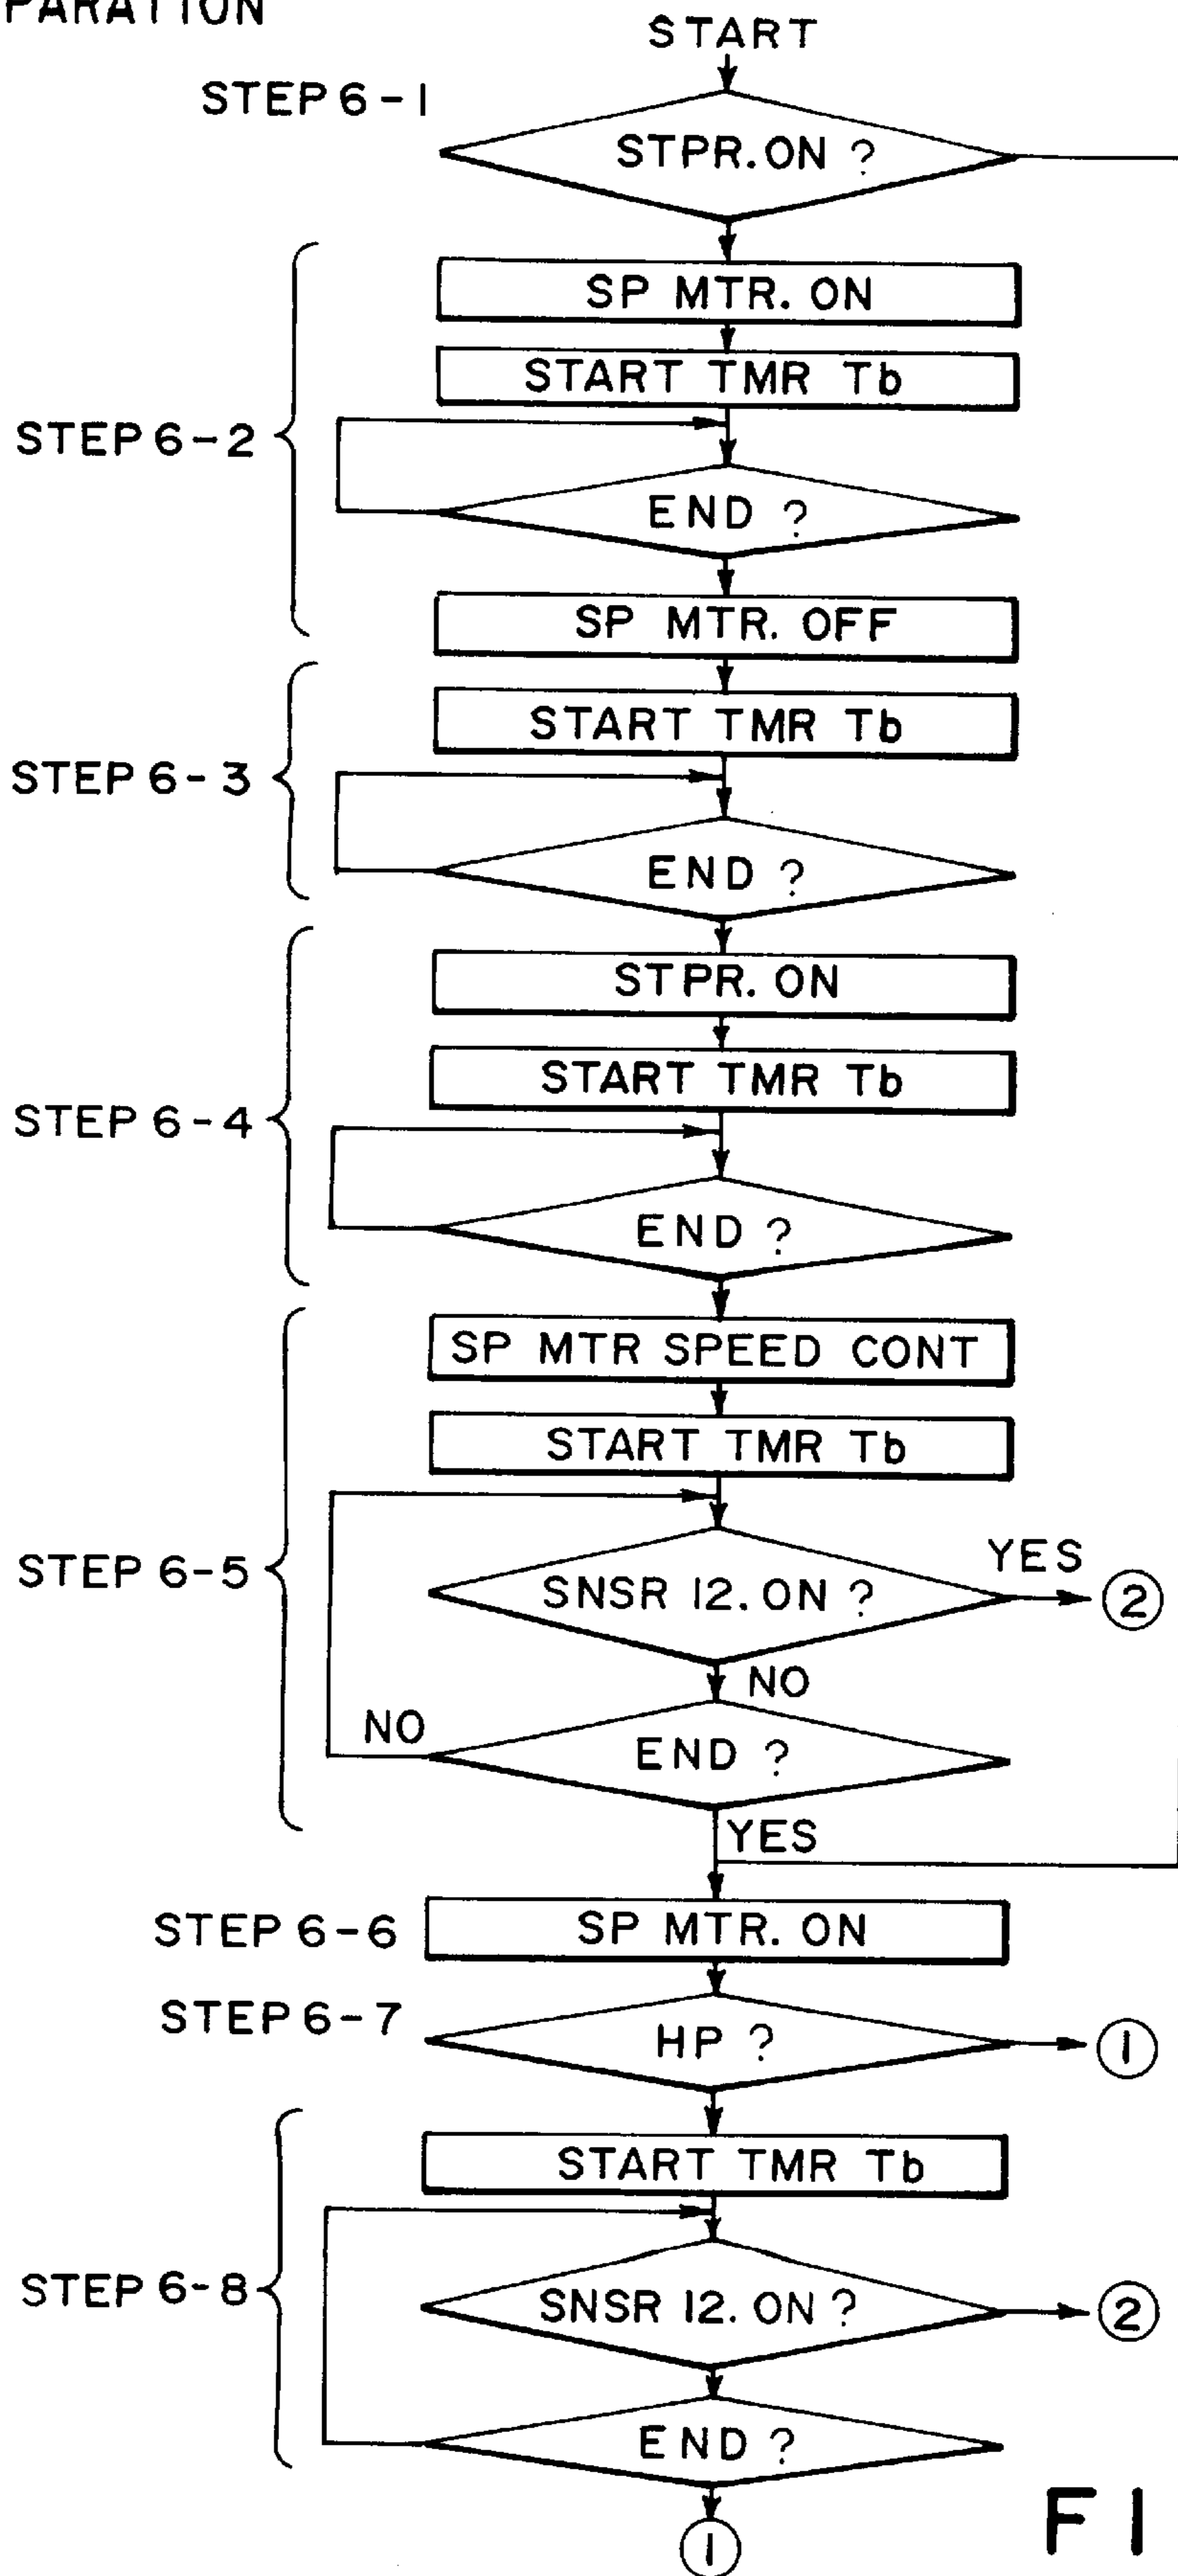 PARATION
START
STEP 6-1
STPR. ON ?
SP MTR. ON
START TMR Tb
STEP 6-2
END ?
SP MTR. OFF
START TMR Tb
STEP 6-3
END ?
STPR. ON
START TMR Tb
STEP 6-4
END ?
SP MTR SPEED CONT
START TMR Tb
YES
STEP 6-5
SNSR 12. ON ?
2
NO
NO
END ?
YES
STEP 6-6
SP MTR. ON
STEP 6-7
HP ?
1
START TMR Tb
STEP 6-8
SNSR 12. ON ?
2
END ?
1
FI